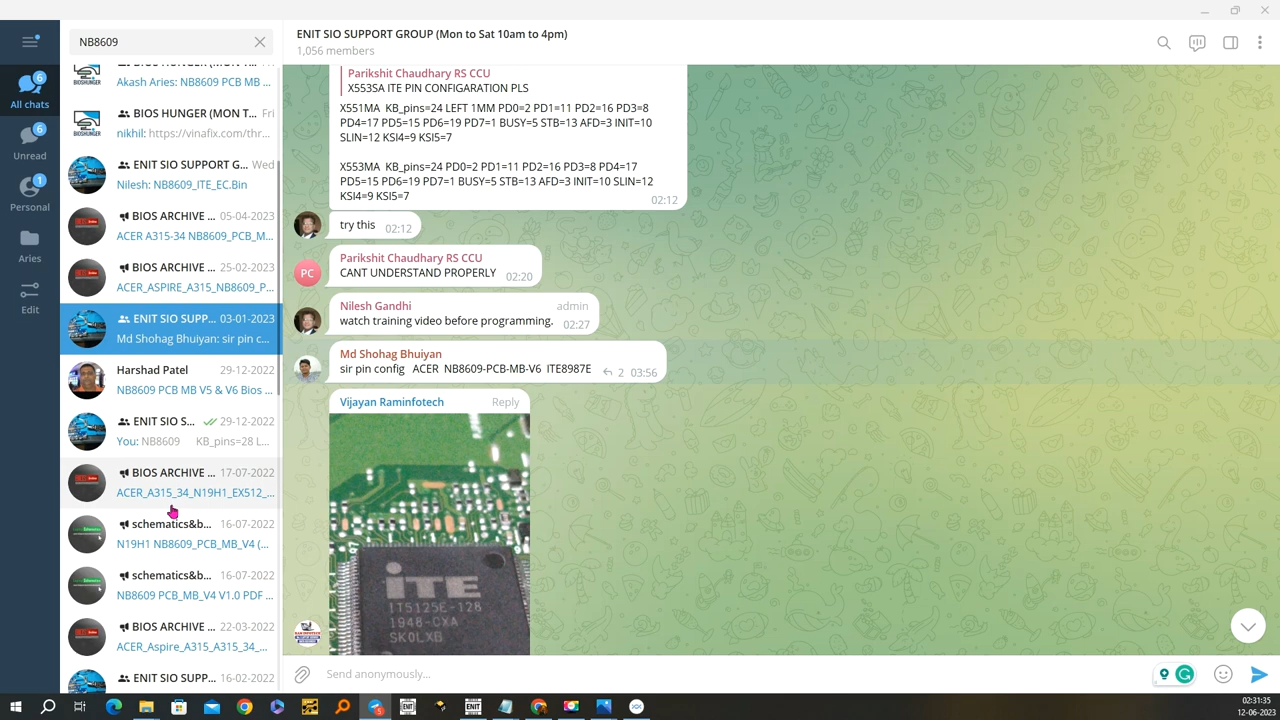 NB8609
All chats
6
Unread
6
Personal
1
Aries
Edit
Akash Aries: NB8609 PCB MB ...
BIOS HUNGER (MON T... Fri
nikhil: https://vinafix.com/thr...
ENIT SIO SUPPORT G... Wed
Nilesh: NB8609_ITE_EC.Bin
BIOS ARCHIVE ... 05-04-2023
ACER A315-34 NB8609_PCB_M...
BIOS ARCHIVE ... 25-02-2023
ACER_ASPIRE_A315_NB8609_P...
ENIT SIO SUPP... 03-01-2023
Md Shohag Bhuiyan: sir pin c...
Harshad Patel 29-12-2022
NB8609 PCB MB V5 & V6 Bios ...
ENIT SIO S... 29-12-2022
You: NB8609 KB_pins=28 L...
BIOS ARCHIVE ... 17-07-2022
ACER_A315_34_N19H1_EX512_...
schematics&b... 16-07-2022
N19H1 NB8609_PCB_MB_V4 (...
schematics&b... 16-07-2022
NB8609 PCB_MB_V4 V1.0 PDF ...
BIOS ARCHIVE ... 22-03-2022
ACER_Aspire_A315_A315_34_...
ENIT SIO SUPP... 16-02-2022
ENIT SIO SUPPORT GROUP (Mon to Sat 10am to 4pm)
1,056 members
Parikshit Chaudhary RS CCU
X553SA ITE PIN CONFIGARATION PLS
X551MA KB_pins=24 LEFT 1MM PD0=2 PD1=11 PD2=16 PD3=8
PD4=17 PD5=15 PD6=19 PD7=1 BUSY=5 STB=13 AFD=3 INIT=10
SLIN=12 KSI4=9 KSI5=7
X553MA KB_pins=24 PD0=2 PD1=11 PD2=16 PD3=8 PD4=17
PD5=15 PD6=19 PD7=1 BUSY=5 STB=13 AFD=3 INIT=10 SLIN=12
KSI4=9 KSI5=7
02:12
try this 02:12
PC
Parikshit Chaudhary RS CCU
CANT UNDERSTAND PROPERLY 02:20
Nilesh Gandhi admin
watch training video before programming. 02:27
Md Shohag Bhuiyan
sir pin config ACER NB8609-PCB-MB-V6 ITE8987E 2 03:56
Vijayan Raminfotech Reply
iTE
IT5125E-128
1948-CXA
SK0LXB
Send anonymously...
02:31:35
12-06-2023